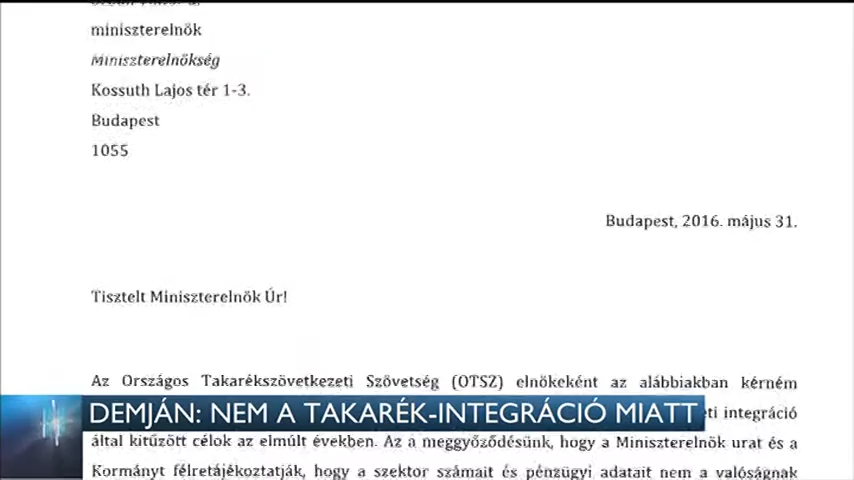 miniszterelnök
Miniszterelnökség
Kossuth Lajos tér 1-3.
Budapest
1055
Budapest, 2016. május 31.
Tisztelt Miniszterelnök Úr!
Az Országos Takarékszövetkezeti Szövetség (OTSZ) elnökeként az alábbiakban kérném
DEMJÁN: NEM A TAKARÉK-INTEGRÁCIÓ MIATT
integráció
által kitűzött célok az elmúlt években. Az a meggyőződésünk, hogy a Miniszterelnök urat és a
Kormányt félretájékoztatják, hogy a szektor számait és pénzügyi adatait nem a valóságnak